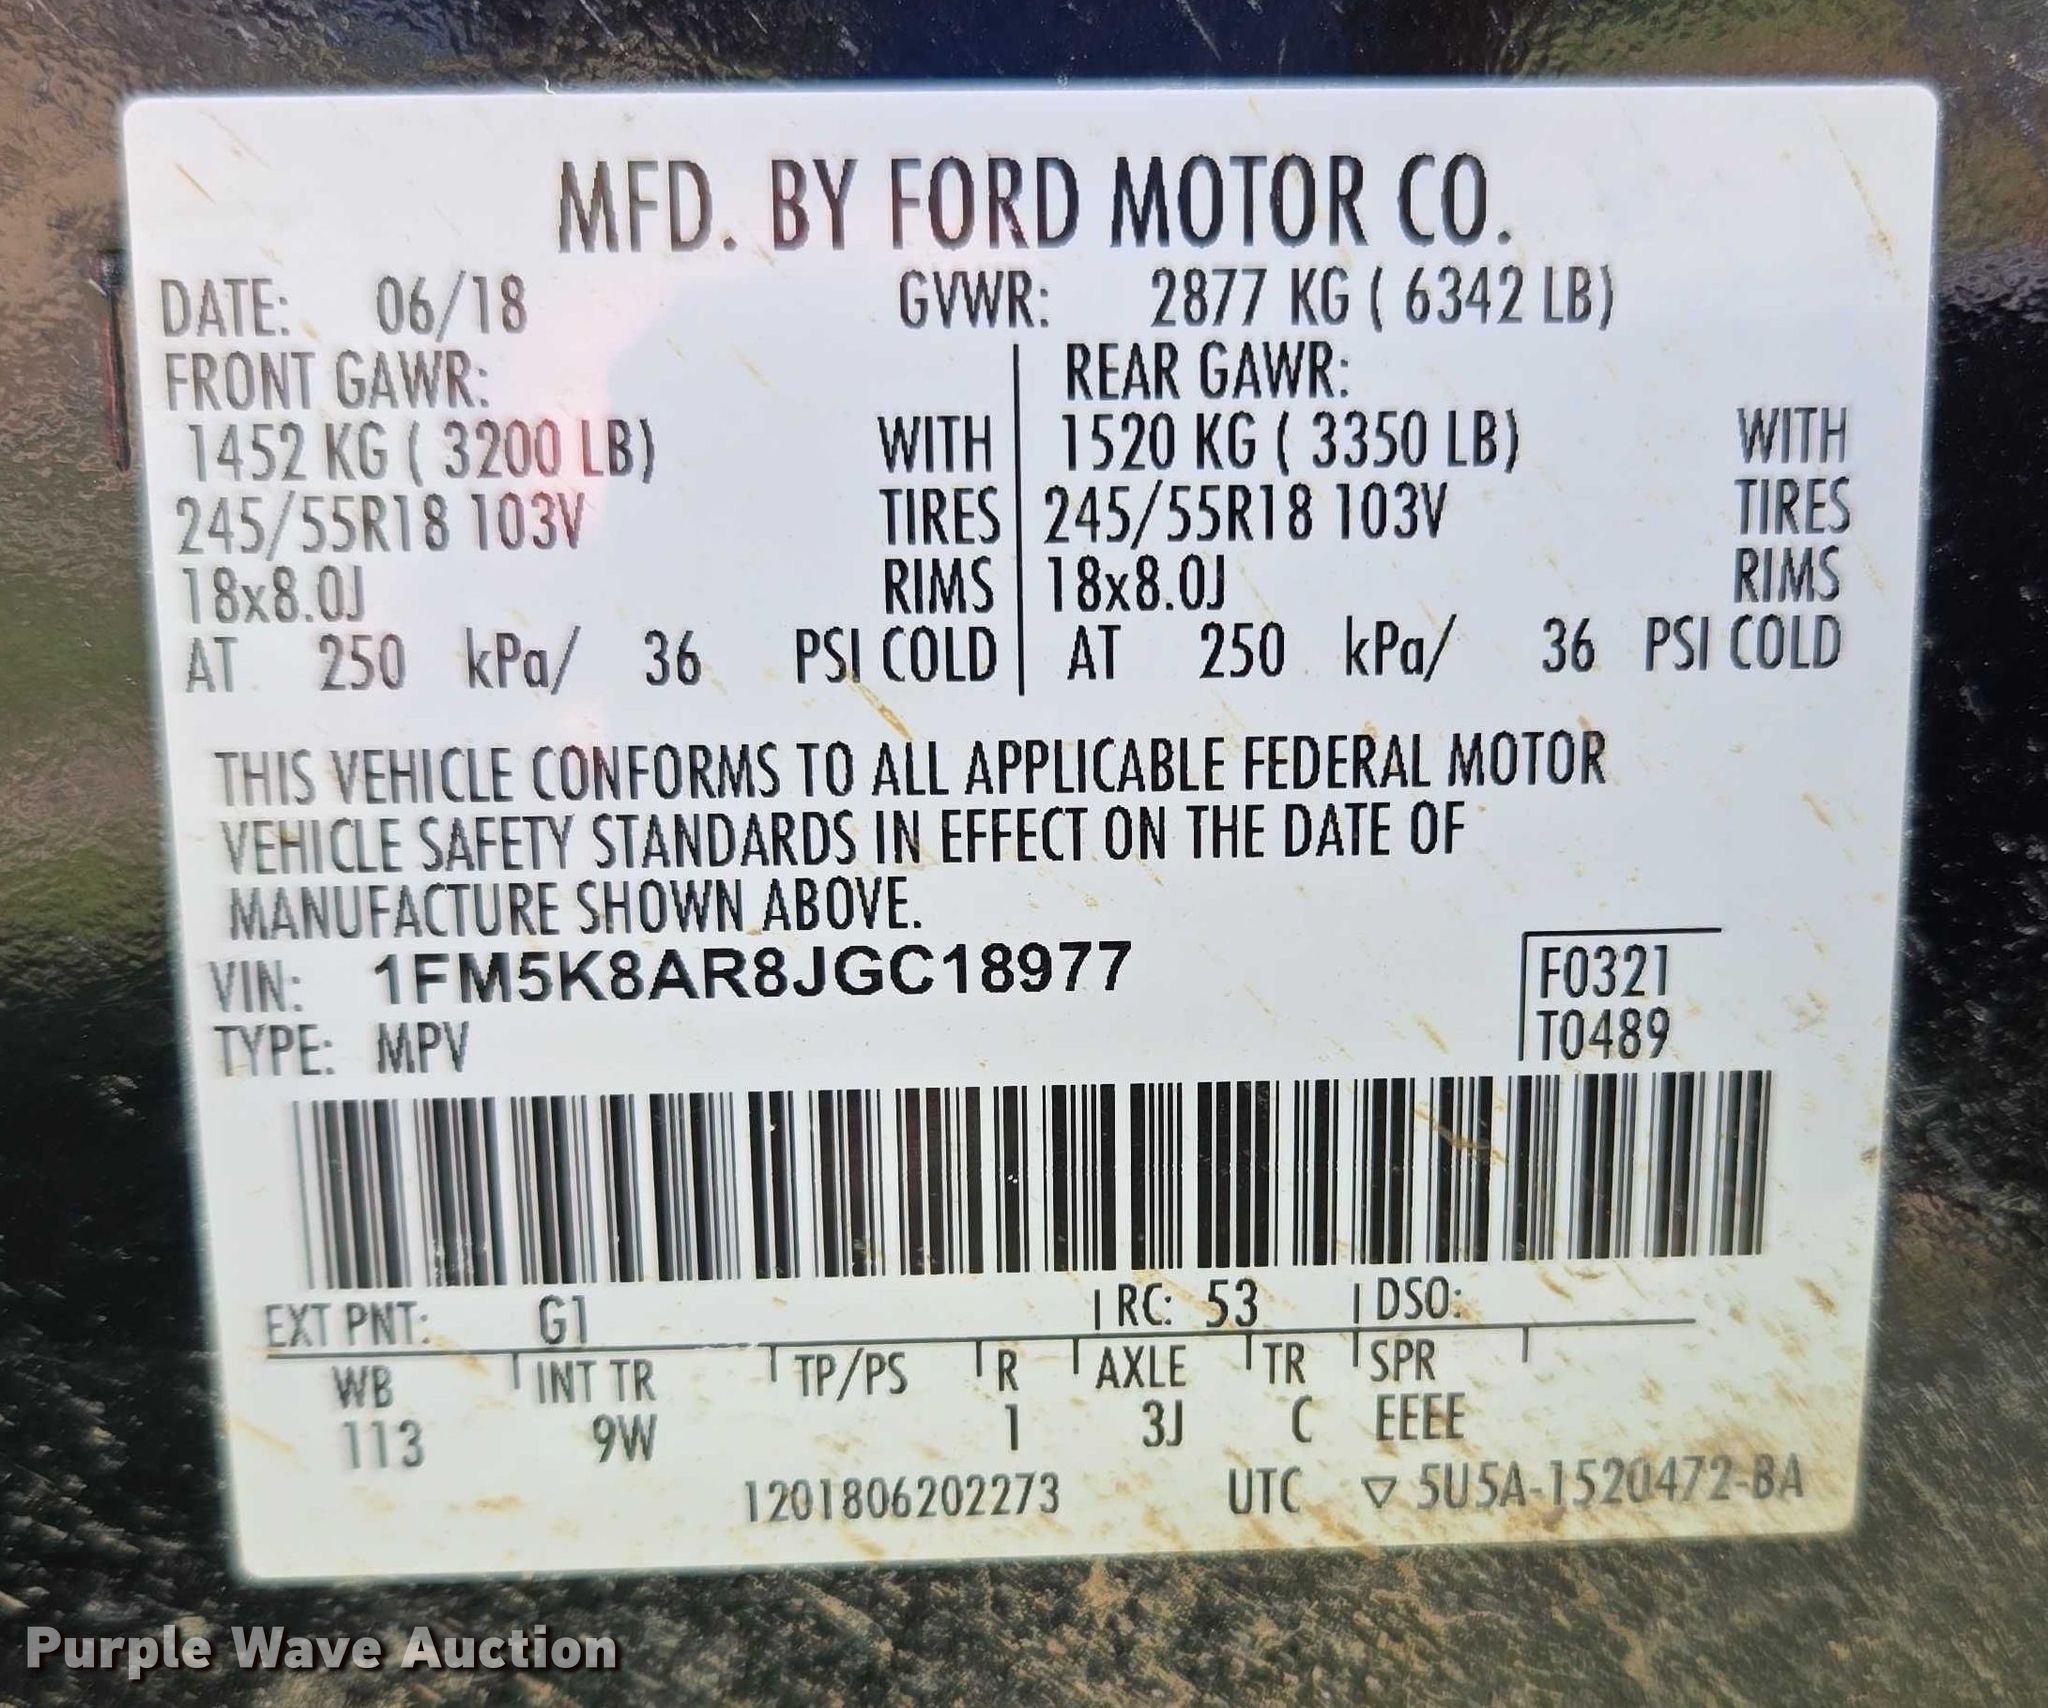 MFD. BY FORD MOTOR CO.
DATE: 06/18 GVWR: 2877 KG ( 6342 LB)
FRONT GAWR: REAR GAWR:
1452 KG ( 3200 LB) WITH 1520 KG ( 3350 LB) WITH
245/55R18 103V TIRES 245/55R18 103V TIRES
18x8.0J RIMS 18x8.0J RIMS
AT 250 kPa/ 36 PSI COLD AT 250 kPa/ 36 PSI COLD
THIS VEHICLE CONFORMS TO ALL APPLICABLE FEDERAL MOTOR
VEHICLE SAFETY STANDARDS IN EFFECT ON THE DATE OF
MANUFACTURE SHOWN ABOVE.
VIN: 1FM5K8AR8JGC18977 F0321
TYPE: MPV T0489
EXT PNT: G1 RC: 53 DSO:
WB INT TR TP/PS R AXLE TR SPR
113 9W 1 3J C EEEE
1201806202273 UTC ▽ 5U5A-1520472-BA
Purple Wave Auction